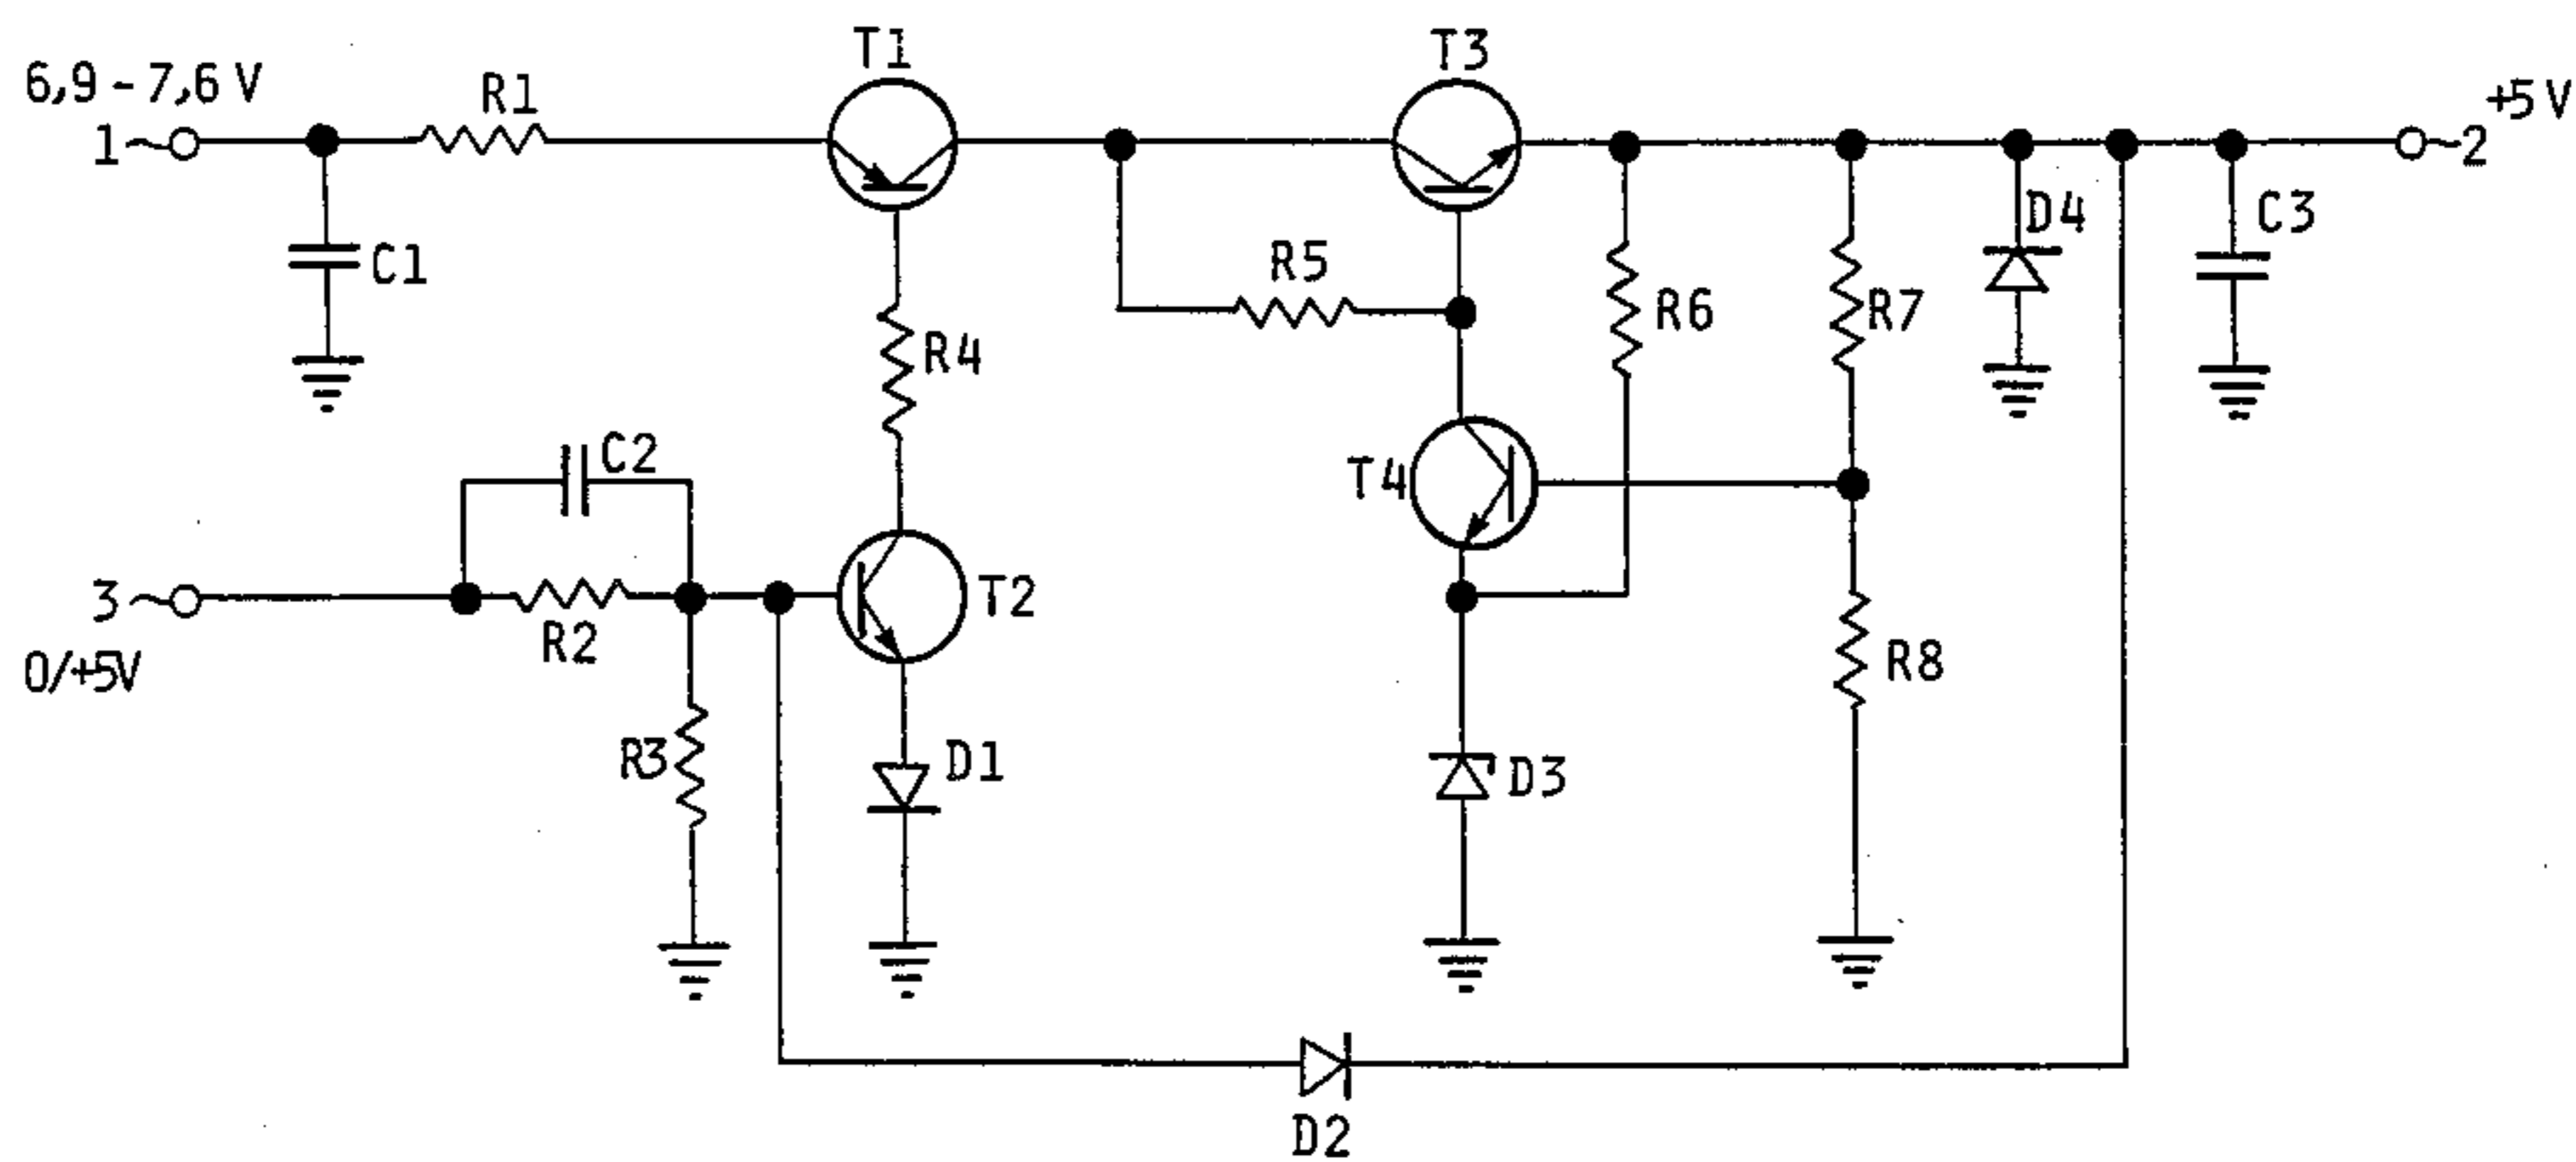 T1
T3
6,9 - 7,6 V
R1
+5 V
1
2
C1
R5
D4
C3
R4
R6
R7
C2
T4
3
R2
T2
0/+5V
R8
R3
D1
D3
D2